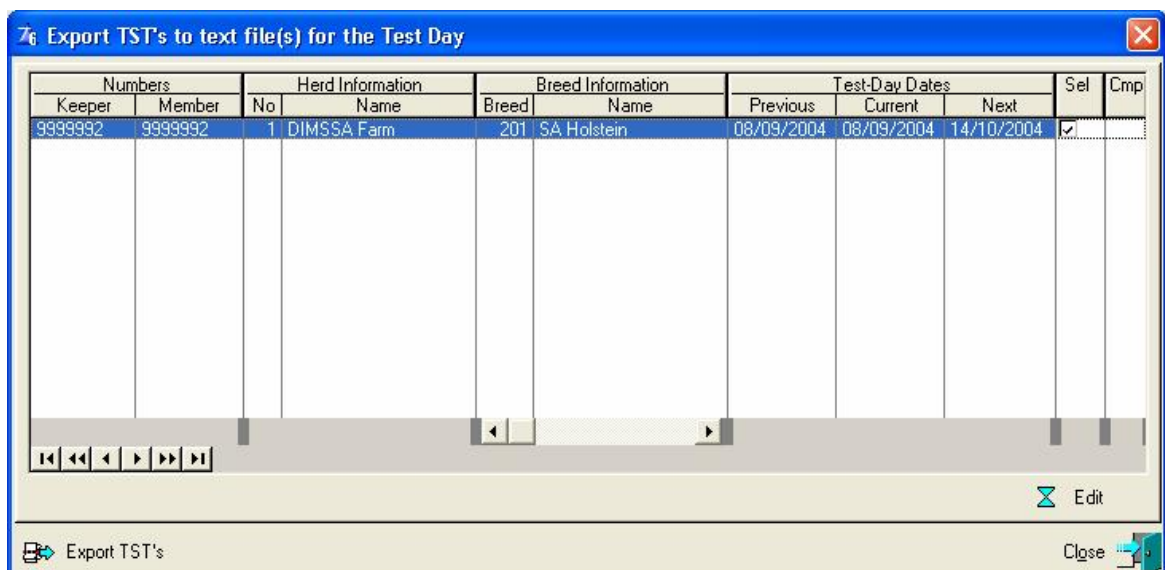 Export TST's to text file(s) for the Test Day
Numbers Herd Information Breed Information Test-Day Dates Sel Cmp
Keeper Member No Name Breed Name Previous Current Next
9999992 9999992 1 DIMSSA Farm 201 SA Holstein 08/09/2004 08/09/2004 14/10/2004
Edit
Export TST's Close